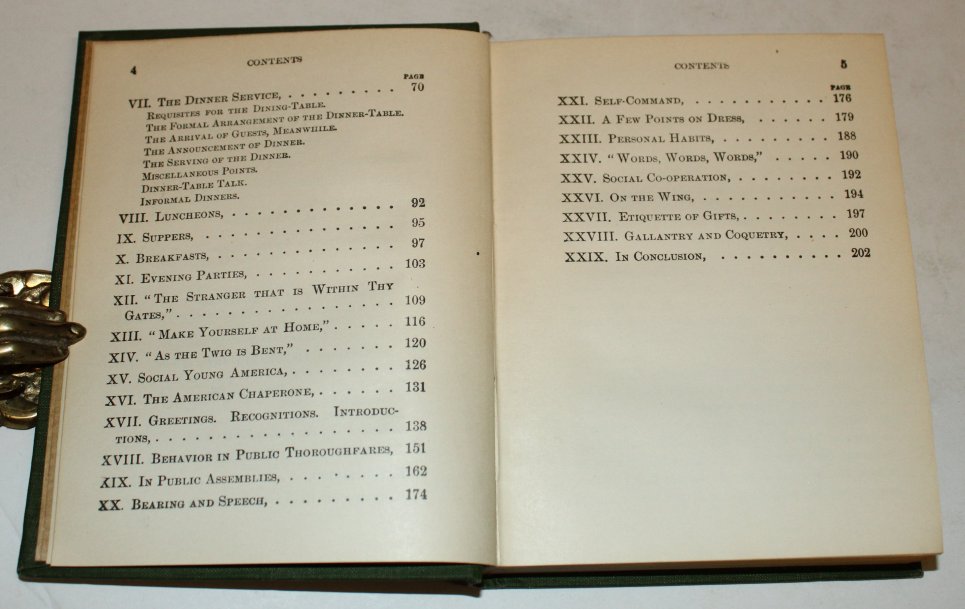 4 CONTENTS
PAGE
VII. The Dinner Service, . . . . . . . . . . 70
Requisites for the Dining-Table.
The Formal Arrangement of the Dinner-Table.
The Arrival of Guests, Meanwhile.
The Announcement of Dinner.
The Serving of the Dinner.
Miscellaneous Points.
Dinner-Table Talk.
Informal Dinners.
VIII. Luncheons, . . . . . . . . . . . . . 92
IX. Suppers, . . . . . . . . . . . . . . 95
X. Breakfasts, . . . . . . . . . . . . . 97
XI. Evening Parties, . . . . . . . . . . . 103
XII. “The Stranger that is Within Thy
Gates,” . . . . . . . . . . . . . . . 109
XIII. “Make Yourself at Home,” . . . . . 116
XIV. “As the Twig is Bent,” . . . . . . . 120
XV. Social Young America, . . . . . . . . 126
XVI. The American Chaperone, . . . . . . 131
XVII. Greetings. Recognitions. Introduc-
tions, . . . . . . . . . . . . . . . . 138
XVIII. Behavior in Public Thoroughfares, 151
XIX. In Public Assemblies, . . . . . . . . 162
XX. Bearing and Speech, . . . . . . . . . 174
CONTENTS 5
PAGE
XXI. Self-Command, . . . . . . . . . . 176
XXII. A Few Points on Dress, . . . . . . 179
XXIII. Personal Habits, . . . . . . . . 188
XXIV. “Words, Words, Words,” . . . . . 190
XXV. Social Co-operation, . . . . . . . 192
XXVI. On the Wing, . . . . . . . . . . 194
XXVII. Etiquette of Gifts, . . . . . . . 197
XXVIII. Gallantry and Coquetry, . . . . 200
XXIX. In Conclusion, . . . . . . . . . . 202